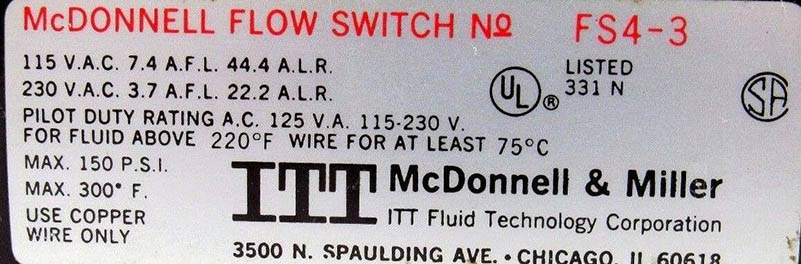 McDONNELL FLOW SWITCH Nº FS4-3
115 V.A.C. 7.4 A.F.L. 44.4 A.L.R.
230 V.A.C. 3.7 A.F.L. 22.2 A.L.R.
UL ®
LISTED
331 N
SA
PILOT DUTY RATING A.C. 125 V.A. 115-230 V.
FOR FLUID ABOVE 220°F WIRE FOR AT LEAST 75°C
MAX. 150 P.S.I.
MAX. 300° F.
USE COPPER
WIRE ONLY
ITT McDonnell & Miller
ITT Fluid Technology Corporation
3500 N. SPAULDING AVE. • CHICAGO, IL 60618